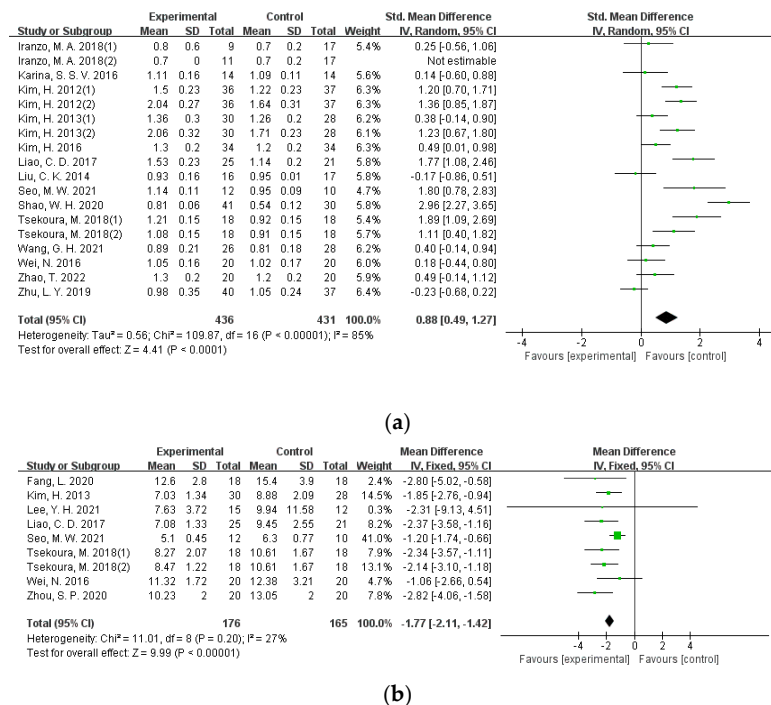 Experimental Control Std. Mean Difference Std. Mean Difference
Study or Subgroup Mean SD Total Mean SD Total Weight IV, Random, 95% CI IV, Random, 95% CI
Iranzo, M. A. 2018(1) 0.8 0.6 9 0.7 0.2 17 5.4% 0.25 [-0.56, 1.06]
Iranzo, M. A. 2018(2) 0.7 0 11 0.7 0.2 17 Not estimable
Karina, S. S. V. 2016 1.11 0.16 14 1.09 0.11 14 5.6% 0.14 [-0.60, 0.88]
Kim, H. 2012(1) 1.5 0.23 36 1.22 0.23 37 6.3% 1.20 [0.70, 1.71]
Kim, H. 2012(2) 2.04 0.27 36 1.64 0.31 37 6.2% 1.36 [0.85, 1.87]
Kim, H. 2013(1) 1.36 0.3 30 1.26 0.2 28 6.2% 0.38 [-0.14, 0.90]
Kim, H. 2013(2) 2.06 0.32 30 1.71 0.23 28 6.1% 1.23 [0.67, 1.80]
Kim, H. 2016 1.3 0.2 34 1.2 0.2 34 6.3% 0.49 [0.01, 0.98]
Liao, C. D. 2017 1.53 0.23 25 1.14 0.2 21 5.7% 1.77 [1.08, 2.46]
Liu, C. K. 2014 0.93 0.16 16 0.95 0.01 17 5.7% -0.17 [-0.86, 0.51]
Seo, M. W. 2021 1.14 0.11 12 0.95 0.09 10 4.7% 1.80 [0.78, 2.83]
Shao, W. H. 2020 0.81 0.06 41 0.54 0.12 30 5.7% 2.96 [2.27, 3.65]
Tsekoura, M. 2018(1) 1.21 0.15 18 0.92 0.15 18 5.4% 1.89 [1.09, 2.69]
Tsekoura, M. 2018(2) 1.08 0.15 18 0.91 0.15 18 5.7% 1.11 [0.40, 1.82]
Wang, G. H. 2021 0.89 0.21 26 0.81 0.18 28 6.2% 0.40 [-0.14, 0.94]
Wei, N. 2016 1.05 0.16 20 1.02 0.17 20 5.9% 0.18 [-0.44, 0.80]
Zhao, T. 2022 1.3 0.2 20 1.2 0.2 20 5.9% 0.49 [-0.14, 1.12]
Zhu, L. Y. 2019 0.98 0.35 40 1.05 0.24 37 6.4% -0.23 [-0.68, 0.22]
Total (95% CI) 436 431 100.0% 0.88 [0.49, 1.27]
Heterogeneity: Tau² = 0.56; Chi² = 109.87, df = 16 (P < 0.00001); I² = 85%
Test for overall effect: Z = 4.41 (P < 0.0001)
-4 -2 0 2 4
Favours [experimental] Favours [control]
(a)
Experimental Control Mean Difference Mean Difference
Study or Subgroup Mean SD Total Mean SD Total Weight IV, Fixed, 95% CI IV, Fixed, 95% CI
Fang, L. 2020 12.6 2.8 18 15.4 3.9 18 2.4% -2.80 [-5.02, -0.58]
Kim, H. 2013 7.03 1.34 30 8.88 2.09 28 14.5% -1.85 [-2.76, -0.94]
Lee, Y. H. 2021 7.63 3.72 15 9.94 11.58 12 0.3% -2.31 [-9.13, 4.51]
Liao, C. D. 2017 7.08 1.33 25 9.45 2.55 21 8.2% -2.37 [-3.58, -1.16]
Seo, M. W. 2021 5.1 0.45 12 6.3 0.77 10 41.0% -1.20 [-1.74, -0.66]
Tsekoura, M. 2018(1) 8.27 2.07 18 10.61 1.67 18 7.9% -2.34 [-3.57, -1.11]
Tsekoura, M. 2018(2) 8.47 1.22 18 10.61 1.67 18 13.1% -2.14 [-3.10, -1.18]
Wei, N. 2016 11.32 1.72 20 12.38 3.21 20 4.7% -1.06 [-2.66, 0.54]
Zhou, S. P. 2020 10.23 2 20 13.05 2 20 7.8% -2.82 [-4.06, -1.58]
Total (95% CI) 176 165 100.0% -1.77 [-2.11, -1.42]
Heterogeneity: Chi² = 11.01, df = 8 (P = 0.20); I² = 27%
Test for overall effect: Z = 9.99 (P < 0.00001)
-4 -2 0 2 4
Favours [experimental] Favours [control]
(b)